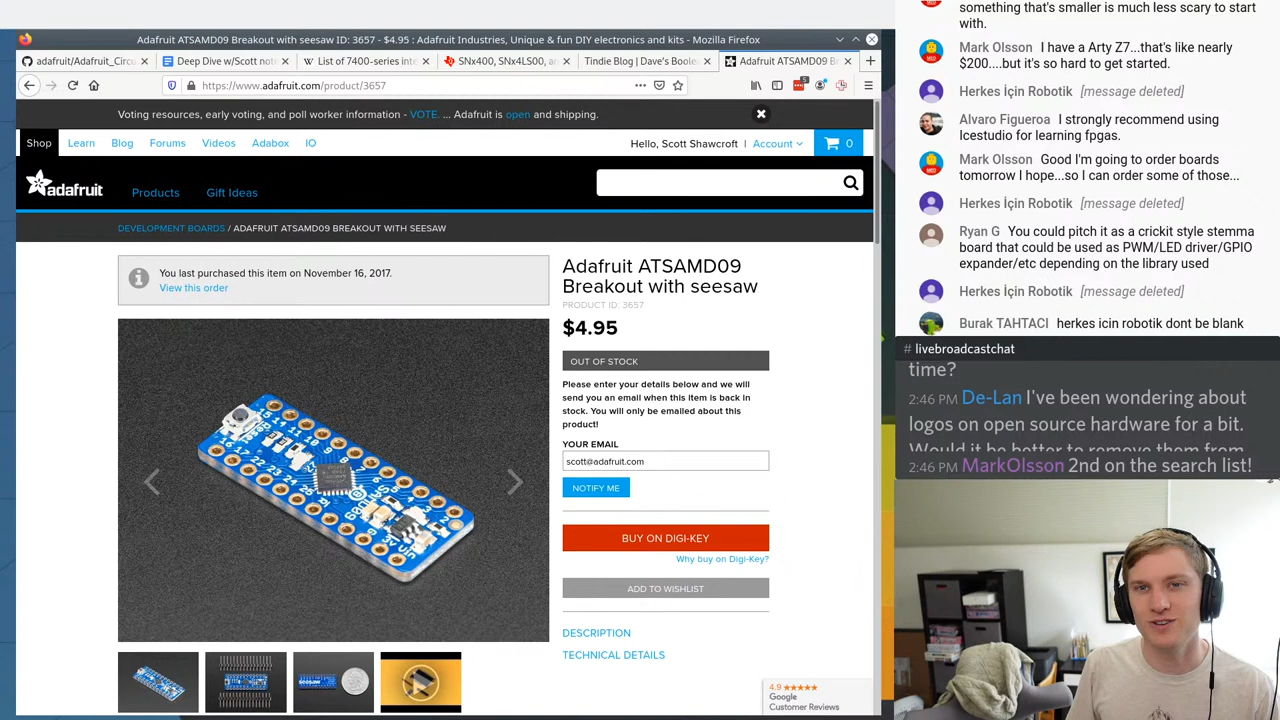 Adafruit ATSAMD09 Breakout with seesaw ID: 3657 - $4.95 : Adafruit Industries, Unique & fun DIY electronics and kits - Mozilla Firefox
adafruit/Adafruit_Circu
Deep Dive w/Scott note
List of 7400-series inte
SNx400, SNx4LS00, an
Tindie Blog | Dave's Boole
Adafruit ATSAMD09 Br
https://www.adafruit.com/product/3657
5
Voting resources, early voting, and poll worker information - VOTE. ... Adafruit is open and shipping.
Shop
Learn
Blog
Forums
Videos
Adabox
IO
Hello, Scott Shawcroft | Account
0
adafruit
Products
Gift Ideas
DEVELOPMENT BOARDS / ADAFRUIT ATSAMD09 BREAKOUT WITH SEESAW
You last purchased this item on November 16, 2017.
View this order
Adafruit ATSAMD09
Breakout with seesaw
PRODUCT ID: 3657
$4.95
OUT OF STOCK
Please enter your details below and we will
send you an email when this item is back in
stock. You will only be emailed about this
product!
YOUR EMAIL
scott@adafruit.com
NOTIFY ME
BUY ON DIGI-KEY
Why buy on Digi-Key?
ADD TO WISHLIST
DESCRIPTION
TECHNICAL DETAILS
4.9
Google
Customer Reviews
something that's smaller is much less scary to start
with.
Mark Olsson I have a Arty Z7...that's like nearly
$200....but it's so hard to get started.
Herkes İçin Robotik [message deleted]
Alvaro Figueroa I strongly recommend using
Icestudio for learning fpgas.
Mark Olsson Good I'm going to order boards
tomorrow I hope...so I can order some of those...
Herkes İçin Robotik [message deleted]
Ryan G You could pitch it as a crickit style stemma
board that could be used as PWM/LED driver/GPIO
expander/etc depending on the library used
Herkes İçin Robotik [message deleted]
Burak TAHTACI herkes icin robotik dont be blank
# livebroadcastchat
time?
2:46 PM De-Lan I've been wondering about
logos on open source hardware for a bit.
Would it be better to remove them from
2:46 PM MarkOlsson 2nd on the search list!